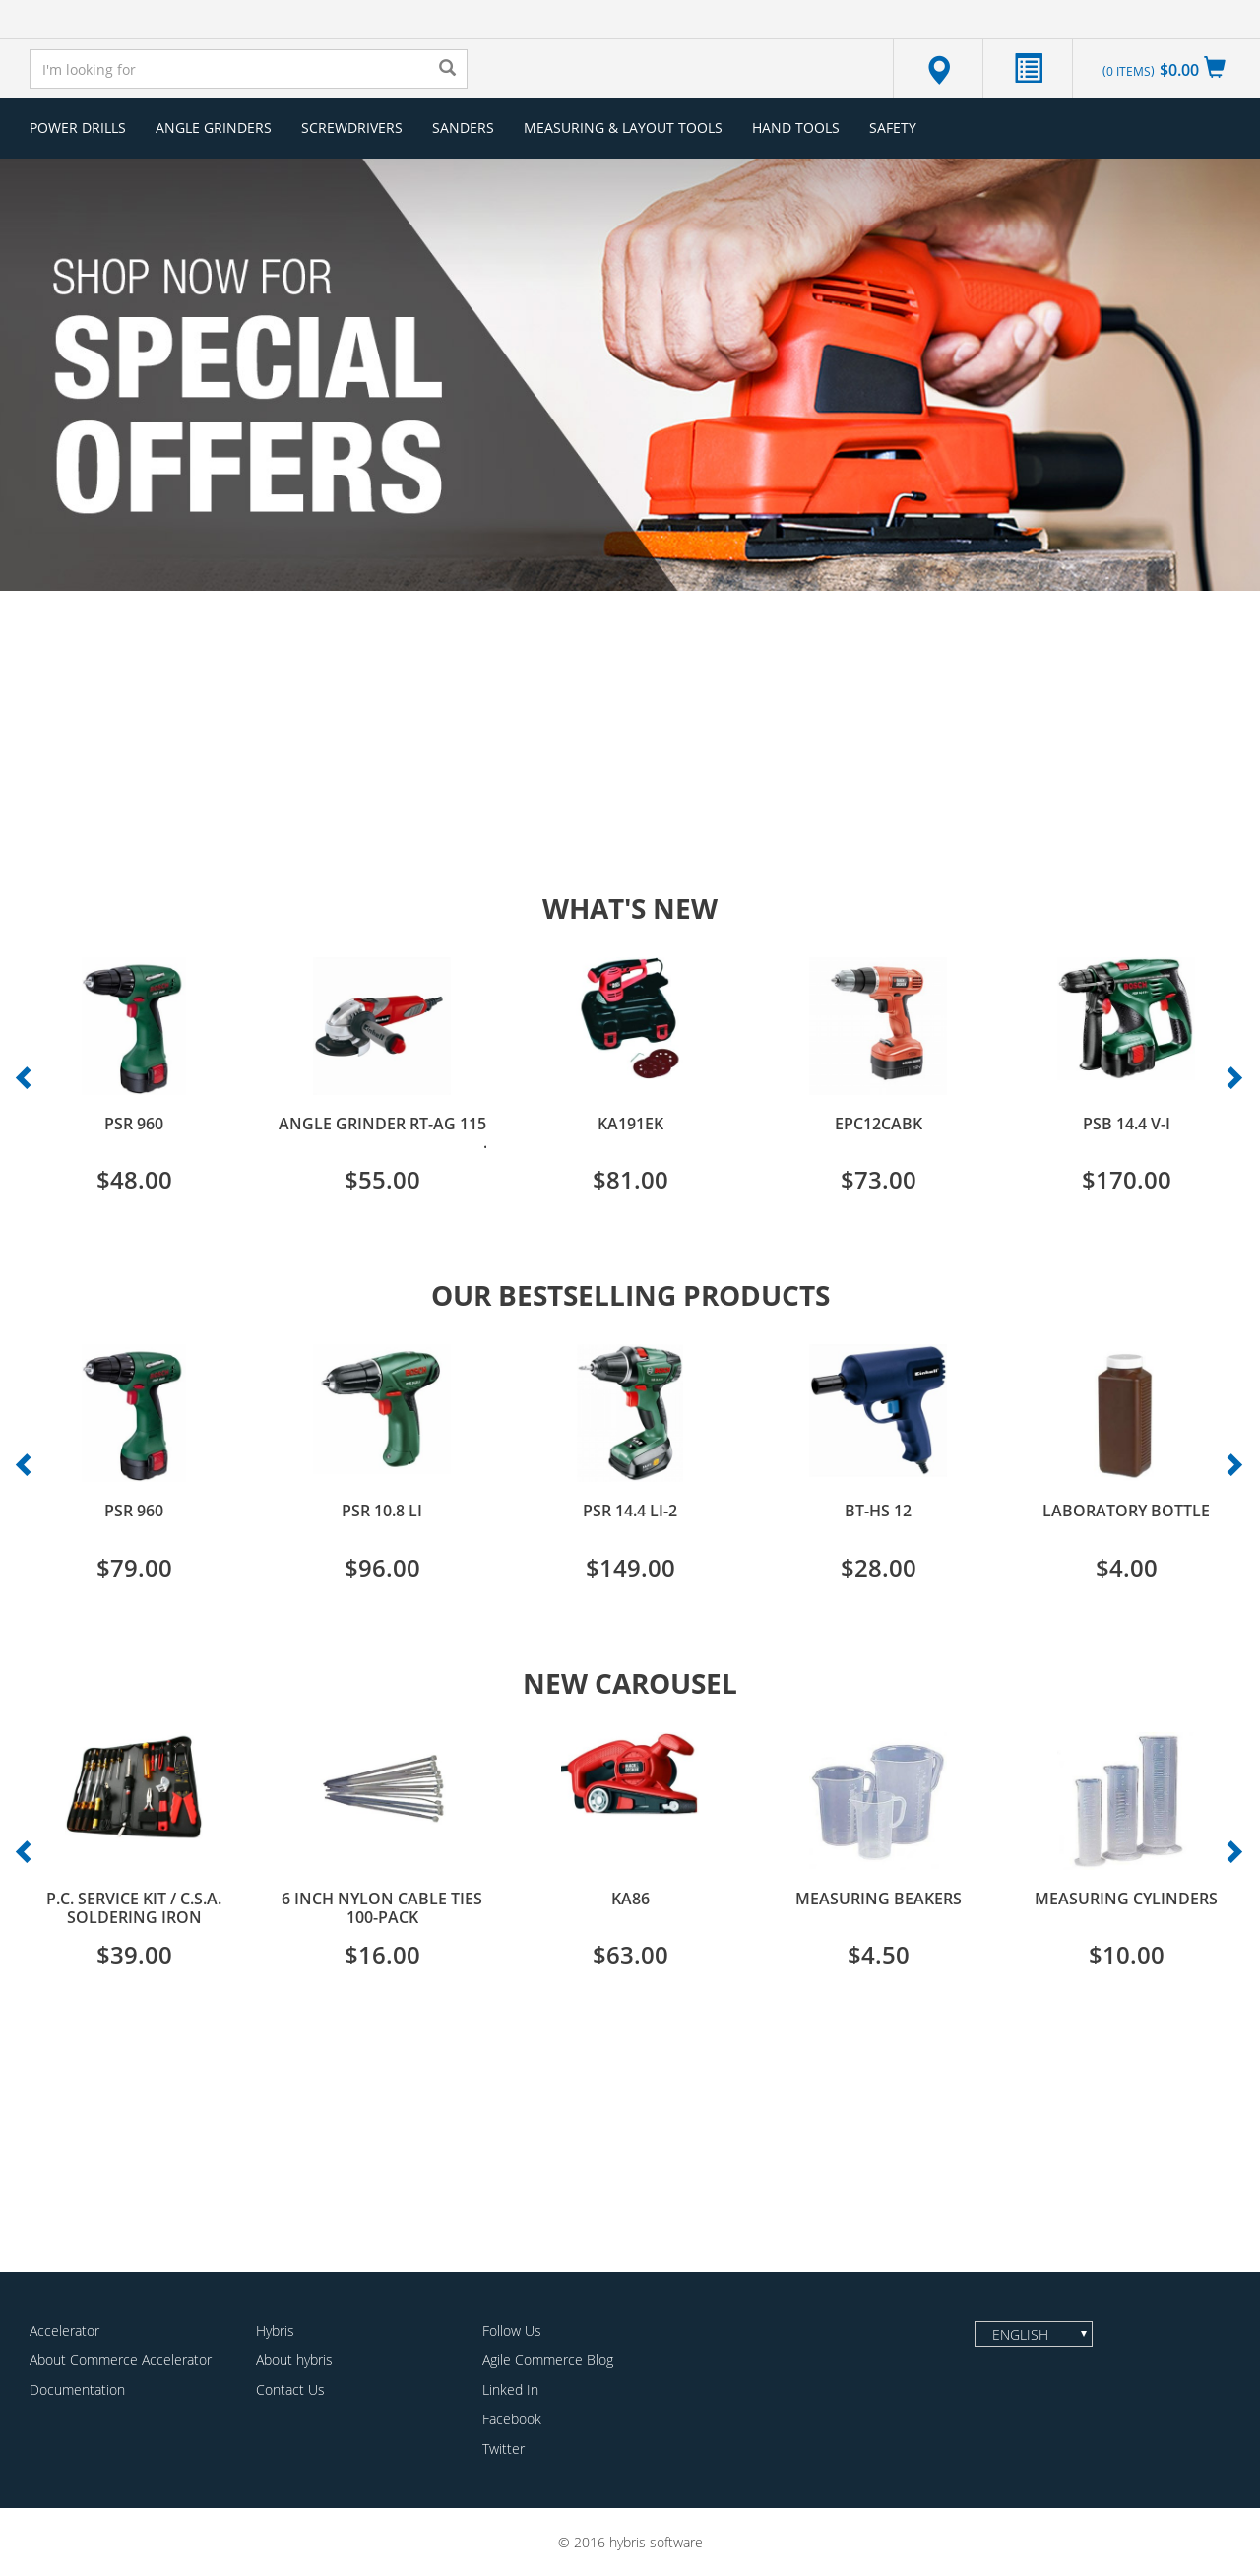 I'm looking for
(0 ITEMS) $0.00
POWER DRILLS ANGLE GRINDERS SCREWDRIVERS SANDERS MEASURING & LAYOUT TOOLS HAND TOOLS SAFETY
SHOP NOW FOR
SPECIAL
OFFERS
WHAT'S NEW
PSR 960
$48.00
ANGLE GRINDER RT-AG 115
.
$55.00
KA191EK
$81.00
EPC12CABK
$73.00
PSB 14.4 V-I
$170.00
OUR BESTSELLING PRODUCTS
PSR 960
$79.00
PSR 10.8 LI
$96.00
PSR 14.4 LI-2
$149.00
BT-HS 12
$28.00
LABORATORY BOTTLE
$4.00
NEW CAROUSEL
P.C. SERVICE KIT / C.S.A.
SOLDERING IRON
$39.00
6 INCH NYLON CABLE TIES
100-PACK
$16.00
KA86
$63.00
MEASURING BEAKERS
$4.50
MEASURING CYLINDERS
$10.00
Accelerator
About Commerce Accelerator
Documentation
Hybris
About hybris
Contact Us
Follow Us
Agile Commerce Blog
Linked In
Facebook
Twitter
ENGLISH
© 2016 hybris software